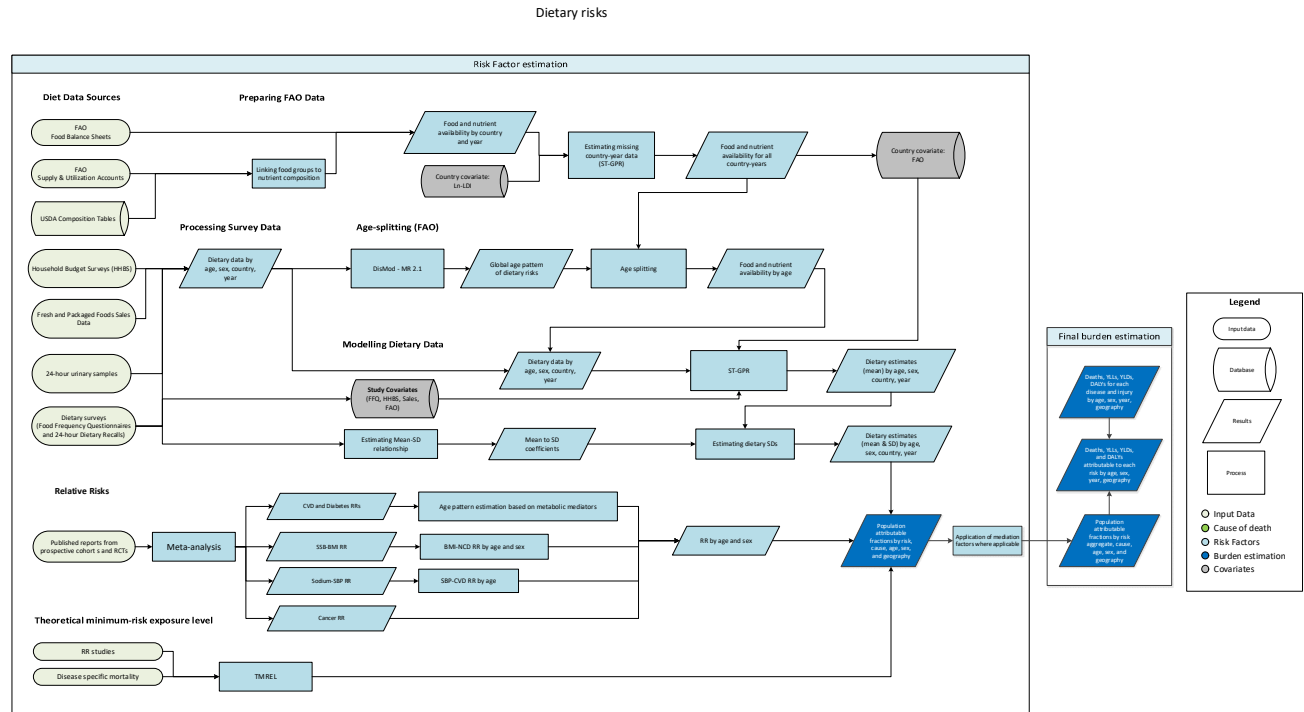 Dietary risks
Risk Factor estimation
Diet Data Sources
Preparing FAO Data
FAO
Food Balance Sheets
Food and nutrient
availability by country
and year
Estimating missing
country-year data
(ST-GPR)
Food and nutrient
availability for all
country-years
Country covariate:
FAO
FAO
Supply & Utilization Accounts
Linking food groups to
nutrient composition
Country covariate:
Ln-LDI
USDA Composition Tables
Processing Survey Data
Age-splitting (FAO)
Household Budget Surveys (HHBS)
Dietary data by
age, sex, country,
year
DisMod - MR 2.1
Global age pattern
of dietary risks
Age splitting
Food and nutrient
availability by age
Fresh and Packaged Foods Sales
Data
Modelling Dietary Data
24-hour urinary samples
Dietary data by
age, sex, country,
year
ST-GPR
Dietary estimates
(mean) by age, sex,
country, year
Study Covariates
(FFQ, HHBS, Sales,
FAO)
Dietary surveys
(Food Frequency Questionnaires
and 24-hour Dietary Recalls)
Estimating Mean-SD
relationship
Mean to SD
coefficients
Estimating dietary SDs
Dietary estimates
(mean & SD) by age,
sex, country, year
Relative Risks
Published reports from
prospective cohorts and RCTs
Meta-analysis
CVD and Diabetes RRs
Age pattern estimation based on metabolic mediators
SSB-BMI RR
BMI-NCD RR by age and sex
Sodium-SBP RR
SBP-CVD RR by age
Cancer RR
RR by age and sex
Population
attributable
fractions by risk,
cause, age, sex,
and geography
Application of mediation
factors where applicable
Theoretical minimum-risk exposure level
RR studies
Disease specific mortality
TMREL
Final burden estimation
Deaths, YLLs, YLDs,
DALYs for each
disease and injury
by age, sex, year,
geography
Deaths, YLLs, YLDs,
and DALYs
attributable to each
risk by age, sex,
year, geography
Population
attributable
fractions by risk
aggregate, cause,
age, sex, and
geography
Legend
Input data
Database
Results
Process
Input Data
Cause of death
Risk Factors
Burden estimation
Covariates